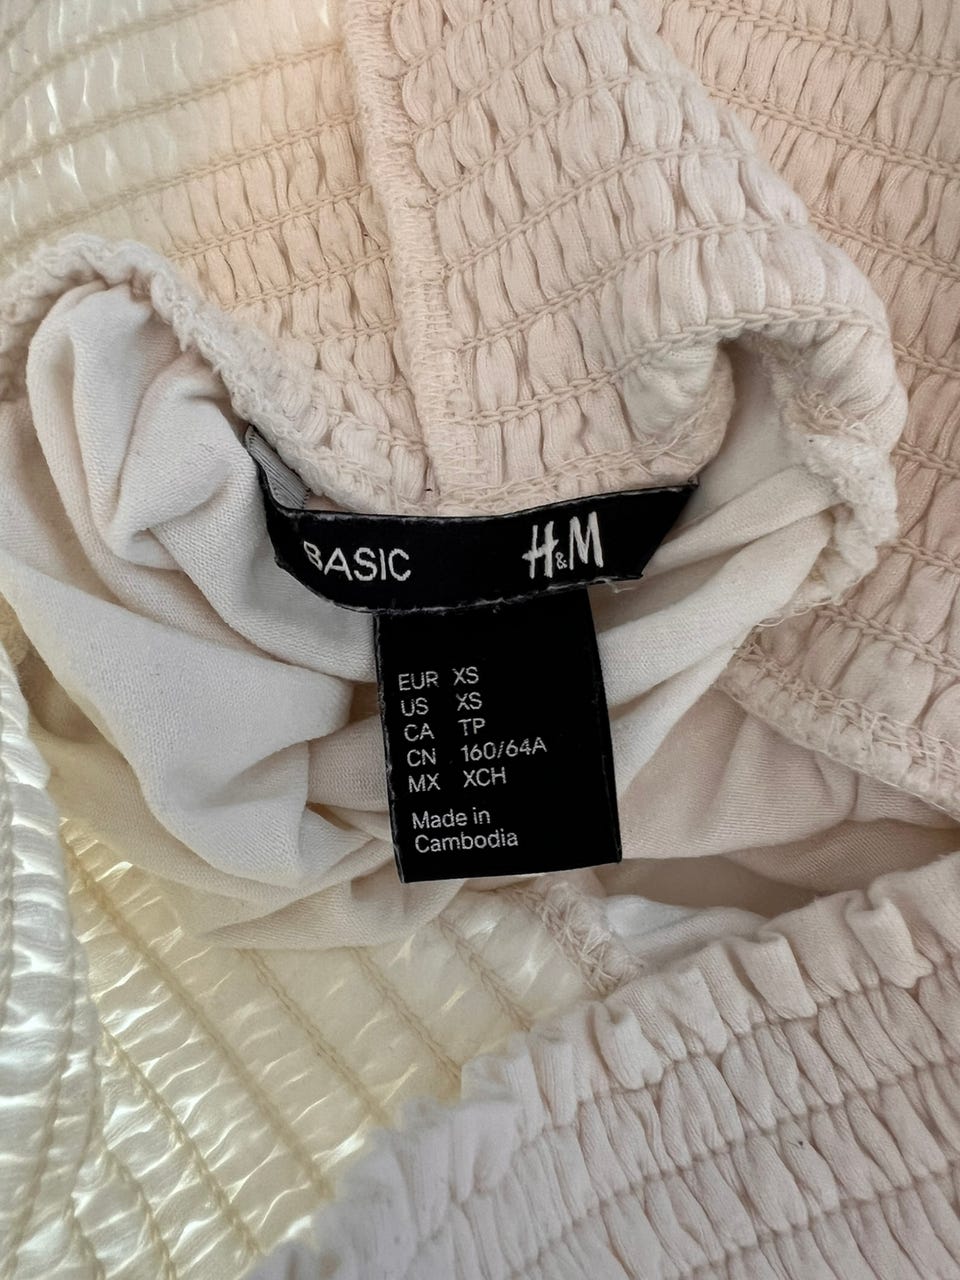 BASIC H&M
EUR XS
US XS
CA TP
CN 160/64A
MX XCH
Made in
Cambodia